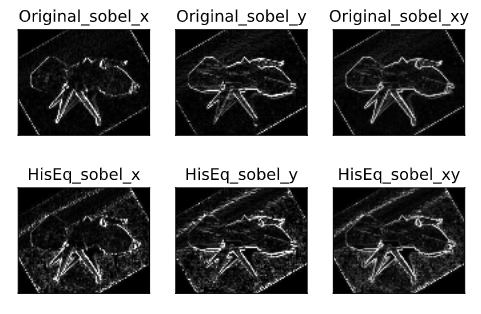 Original_sobel_x
Original_sobel_y
Original_sobel_xy
HisEq_sobel_x
HisEq_sobel_y
HisEq_sobel_xy